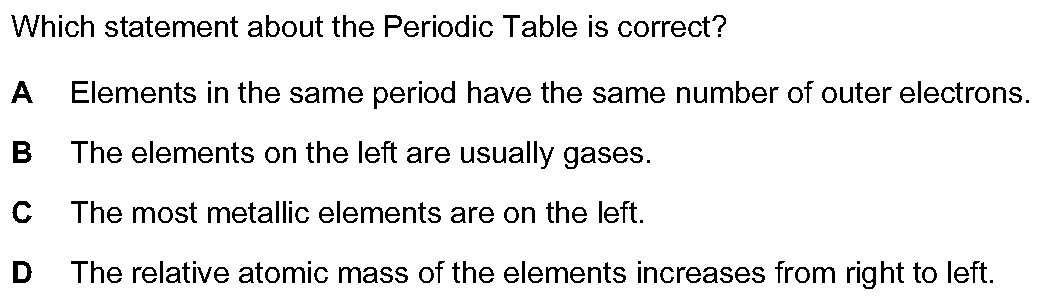 Which statement about the Periodic Table is correct?
A Elements in the same period have the same number of outer electrons.
B The elements on the left are usually gases.
C The most metallic elements are on the left.
D The relative atomic mass of the elements increases from right to left.